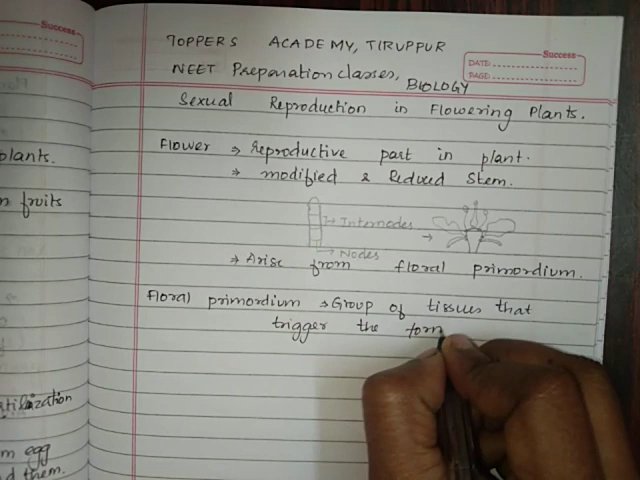 Success
TOPPERS ACADEMY, TIRUPPUR
NEET Preparation classes,
BIOLOGY
Success
DATE:
PAGE:
Sexual Reproduction in Flowering Plants.
Flower → Reproductive part in plant.
→ modified & Reduced Stem.
→ Internodes
→ Nodes
→ Arise from floral primordium.
Floral primordium → Group of tissues that
trigger the form
plants.
fruits
egg
them.